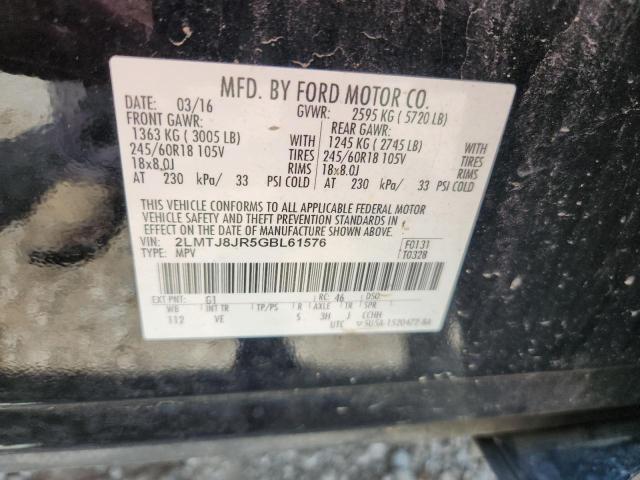 MFD. BY FORD MOTOR CO.
DATE: 03/16 GVWR: 2595 KG ( 5720 LB)
FRONT GAWR: REAR GAWR:
1363 KG ( 3005 LB) 1245 KG ( 2745 LB)
245/60R18 105V WITH TIRES 245/60R18 105V WITH TIRES
18x8.0J RIMS 18x8.0J RIMS
AT 230 kPa/ 33 PSI COLD AT 230 kPa/ 33 PSI COLD
THIS VEHICLE CONFORMS TO ALL APPLICABLE FEDERAL MOTOR
VEHICLE SAFETY AND THEFT PREVENTION STANDARDS IN
EFFECT ON THE DATE OF MANUFACTURE SHOWN ABOVE.
VIN: 2LMTJ8JR5GBL61576 F0131
TYPE: MPV T0328
EXT PNT: G1 RC: 46 DSO:
WB INT TR TP/PS R AXLE TR SPR
112 VE 5 3H J CCHH
UTC